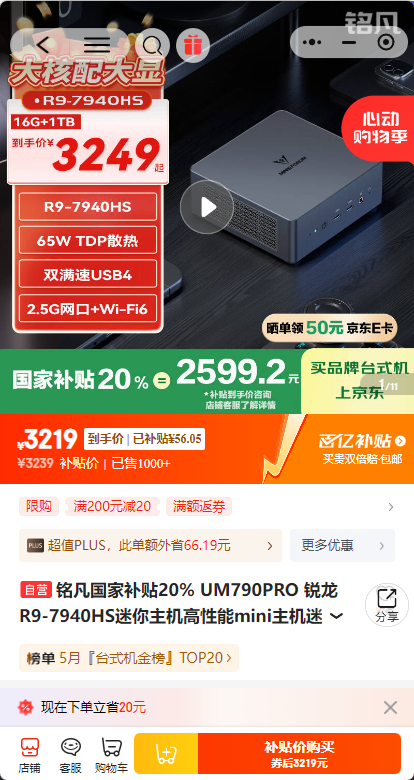 铭凡
大核配大显
R9-7940HS
16G+1TB
到手价¥3249起
R9-7940HS
65W TDP散热
双满速USB4
2.5G网口+Wi-Fi6
心动
购物季
MINISFORUM
晒单领50元京东E卡
国家补贴20%=2599.2元
*补贴到手价咨询
店铺客服了解详情
买品牌台式机
上京东
1/11
¥3219 到手价 | 已补贴¥56.05
¥3239 补贴价 | 已售1000+
百亿补贴
买贵双倍赔·包邮
限购 满200元减20 满额返券
PLUS 超值PLUS，此单额外省66.19元
更多优惠
自营 铭凡国家补贴20% UM790PRO 锐龙
R9-7940HS迷你主机高性能mini主机迷
分享
榜单 5月『台式机金榜』TOP20
现在下单立省20元
店铺
客服
购物车
补贴价购买
券后3219元